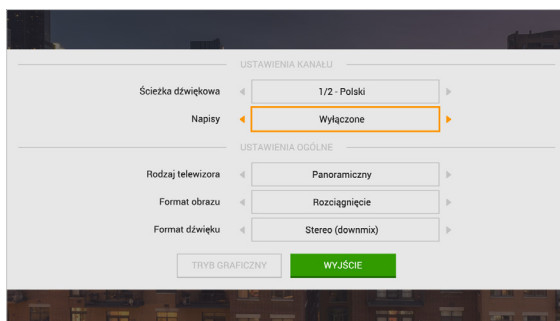 USTAWIENIA KANAŁU
Ścieżka dźwiękowa 1/2 - Polski
Napisy Wyłączone
USTAWIENIA OGÓLNE
Rodzaj telewizora Panoramiczny
Format obrazu Rozciągnięcie
Format dźwięku Stereo (downmix)
TRYB GRAFICZNY WYJŚCIE